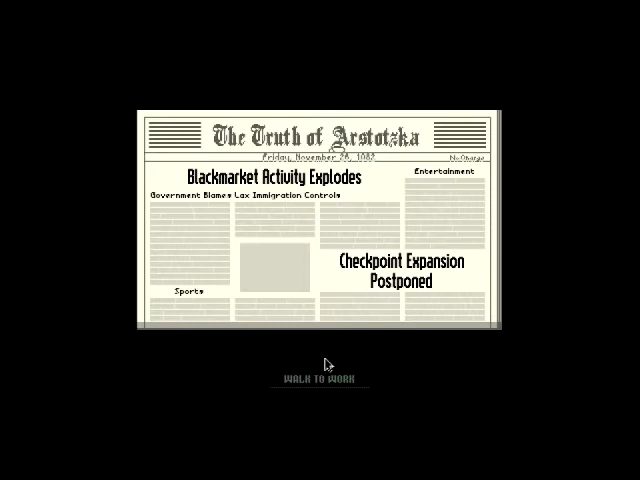 The Truth of Arstotzka
Friday, November 26, 1982 No Charge
Blackmarket Activity Explodes
Government Blames Lax Immigration Controls
Entertainment
Checkpoint Expansion
Postponed
Sports
WALK TO WORK